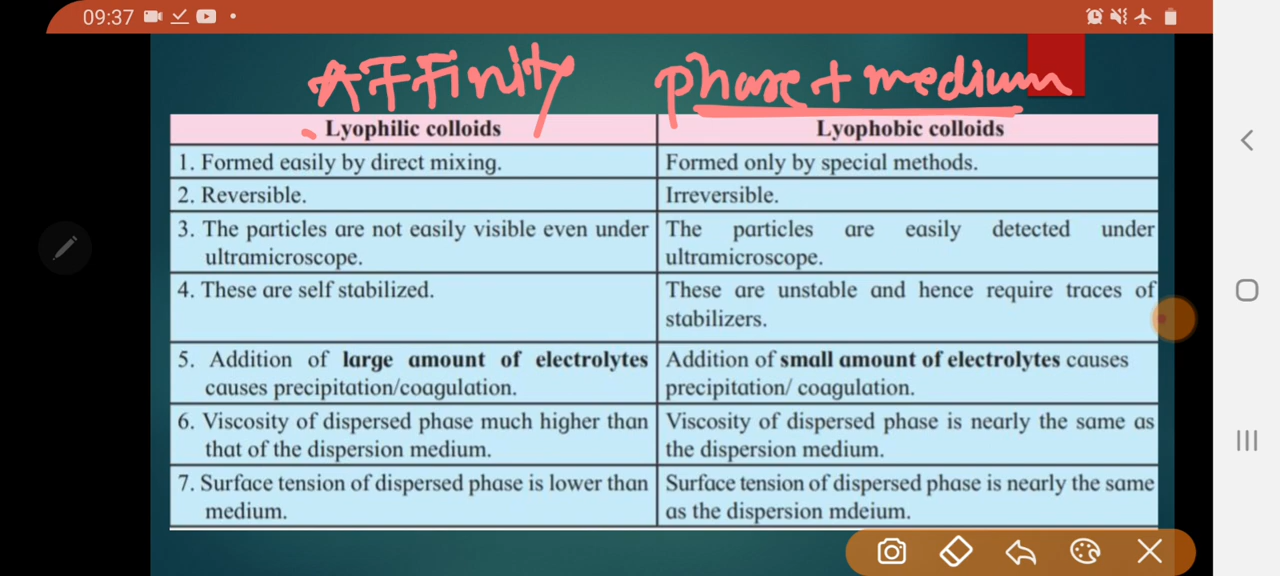 09:37
Affinity phase + medium
Lyophilic colloids Lyophobic colloids
1. Formed easily by direct mixing. Formed only by special methods.
2. Reversible. Irreversible.
3. The particles are not easily visible even under The particles are easily detected under
ultramicroscope. ultramicroscope.
4. These are self stabilized. These are unstable and hence require traces of
stabilizers.
5. Addition of large amount of electrolytes Addition of small amount of electrolytes causes
causes precipitation/coagulation. precipitation/ coagulation.
6. Viscosity of dispersed phase much higher than Viscosity of dispersed phase is nearly the same as
that of the dispersion medium. the dispersion medium.
7. Surface tension of dispersed phase is lower than Surface tension of dispersed phase is nearly the same
medium. as the dispersion mdeium.